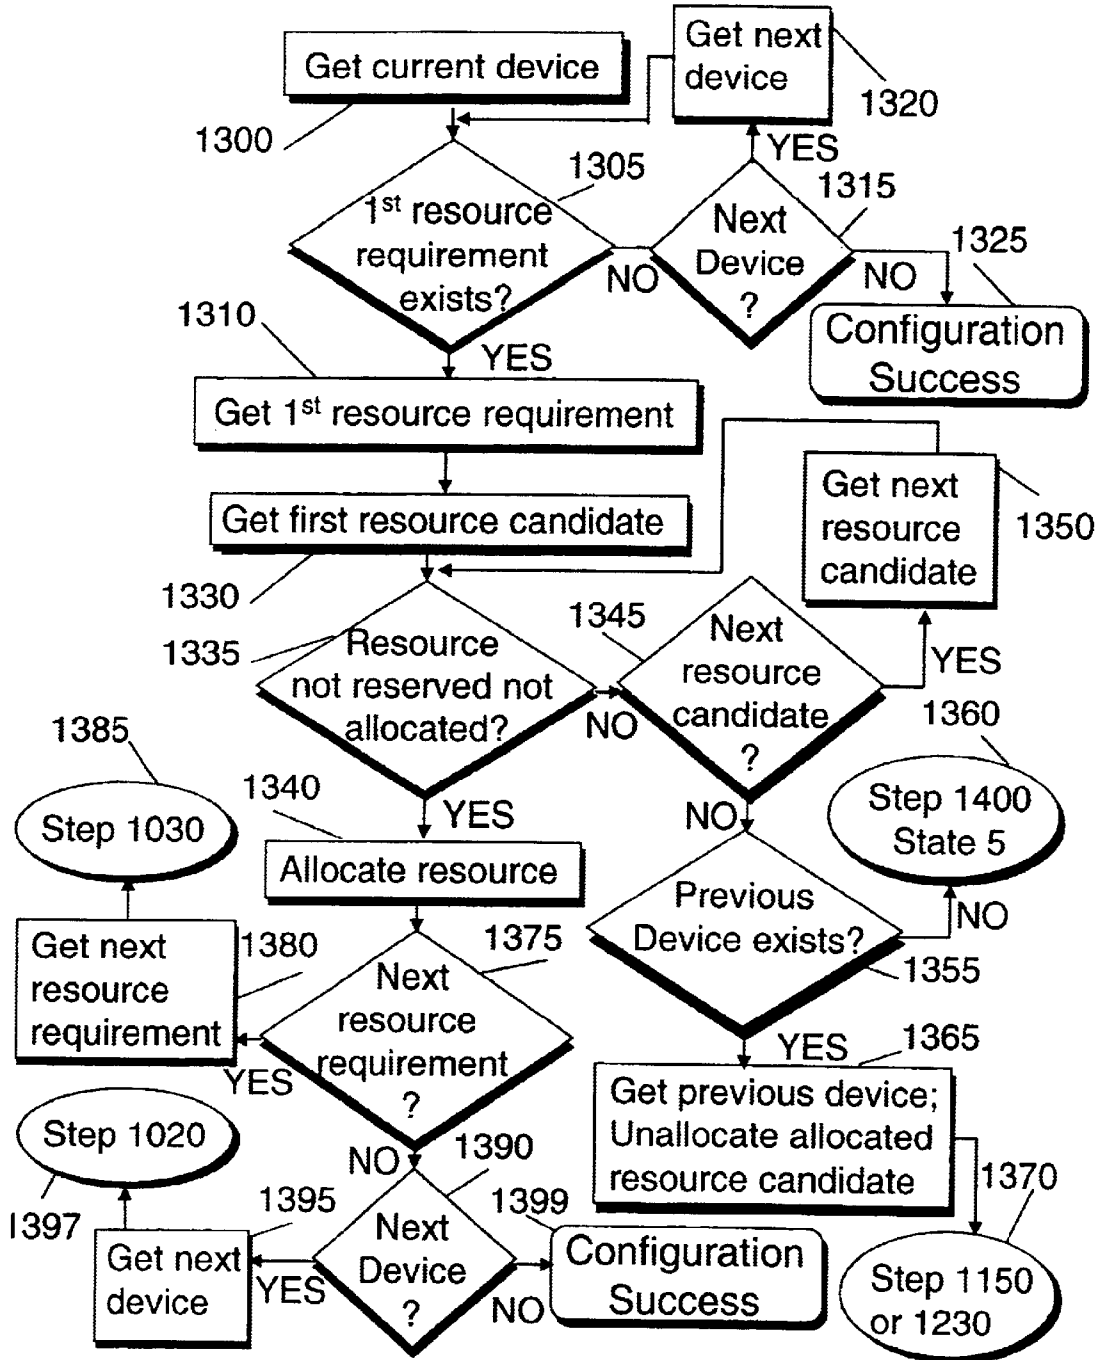 Get current device
1300
Get next
device
1320
YES
1305
1st resource
requirement
exists?
NO
1315
Next
Device
?
NO
1325
Configuration
Success
1310
YES
Get 1st resource requirement
Get first resource candidate
1330
Get next
resource
candidate
1350
1335
Resource
not reserved not
allocated?
NO
1345
Next
resource
candidate
?
YES
1360
Step 1400
State 5
NO
1385
Step 1030
1340
YES
Allocate resource
NO
Previous
Device exists?
1355
Get next
resource
requirement
1380
1375
Next
resource
requirement
?
YES
YES
1365
Get previous device;
Unallocate allocated
resource candidate
1370
Step 1150
or 1230
Step 1020
1397
NO
1390
1395
Get next
device
YES
Next
Device
?
NO
1399
Configuration
Success